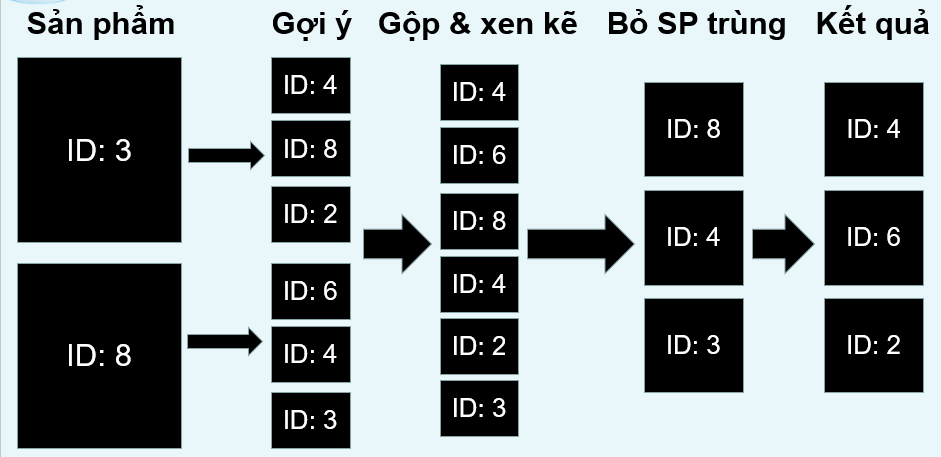 Sản phẩm
Gợi ý
Gộp & xen kẽ
Bỏ SP trùng
Kết quả
ID: 3
ID: 8
ID: 4
ID: 8
ID: 2
ID: 6
ID: 4
ID: 3
ID: 4
ID: 6
ID: 8
ID: 4
ID: 2
ID: 3
ID: 8
ID: 4
ID: 3
ID: 4
ID: 6
ID: 2